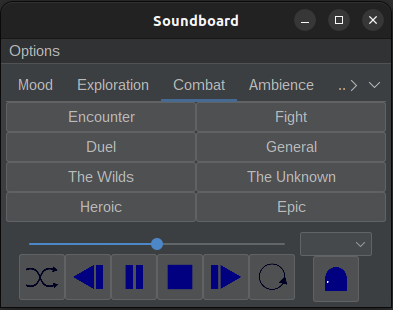 Soundboard
Options
Mood Exploration Combat Ambience ..
Encounter Fight
Duel General
The Wilds The Unknown
Heroic Epic